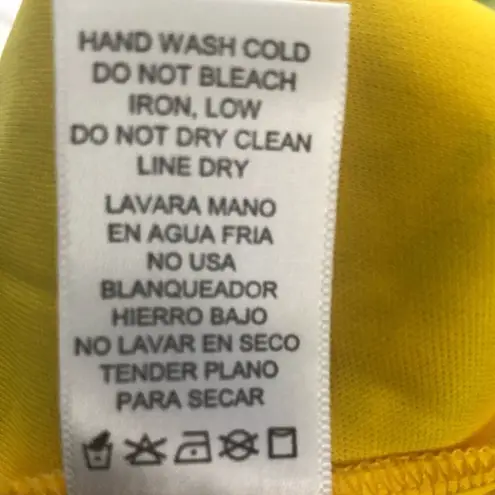 HAND WASH COLD
DO NOT BLEACH
IRON, LOW
DO NOT DRY CLEAN
LINE DRY
LAVARA MANO
EN AGUA FRIA
NO USA
BLANQUEADOR
HIERRO BAJO
NO LAVAR EN SECO
TENDER PLANO
PARA SECAR